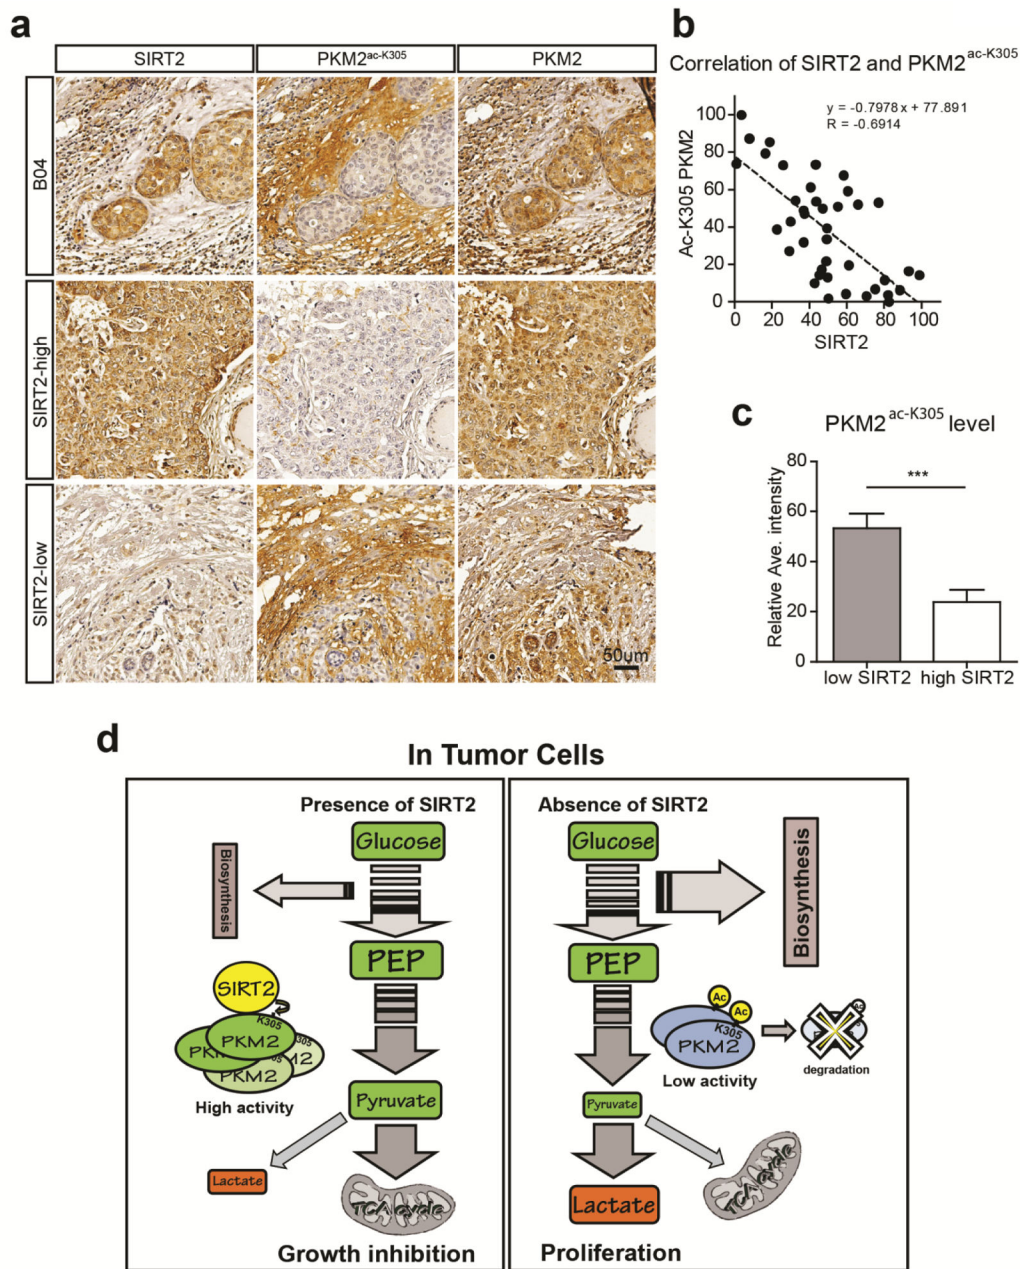 a
SIRT2
PKM2ac-K305
PKM2
B04
SIRT2-high
SIRT2-low
50um
b
Correlation of SIRT2 and PKM2ac-K305
y = -0.7978x + 77.891
R = -0.6914
Ac-K305 PKM2
100
80
60
40
20
0
0 20 40 60 80 100
SIRT2
c
PKM2ac-K305 level
***
Relative Ave. intensity
80
60
40
20
0
low SIRT2 high SIRT2
d
In Tumor Cells
Presence of SIRT2
Glucose
Biosynthesis
PEP
SIRT2
K305
PKM2
PKM2
High activity
Pyruvate
Lactate
TCA cycle
Growth inhibition
Absence of SIRT2
Glucose
Biosynthesis
PEP
Ac
Ac
K305
PKM2
Low activity
Ac
degradation
Pyruvate
Lactate
TCA cycle
Proliferation